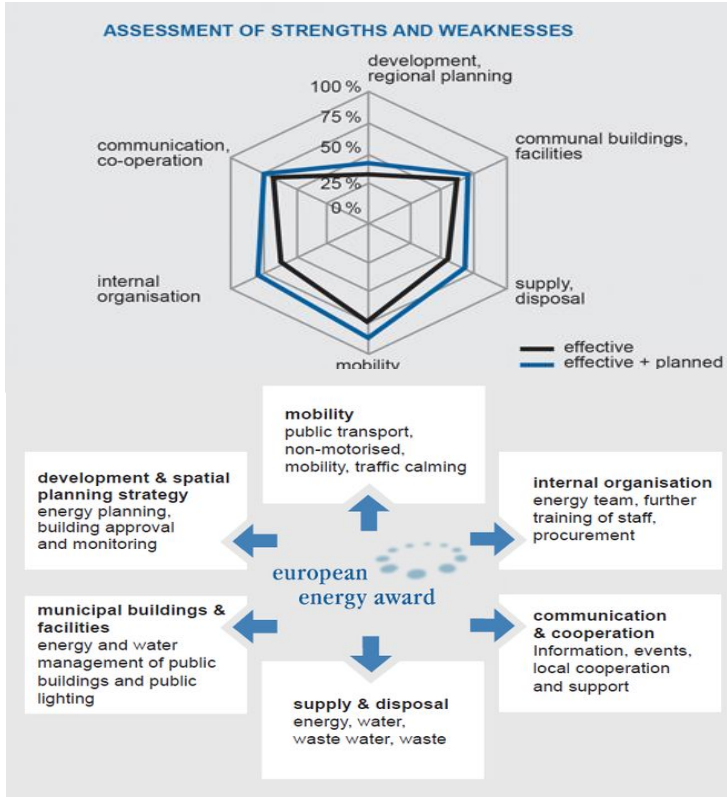 ASSESSMENT OF STRENGTHS AND WEAKNESSES
development,
regional planning
100 %
75 %
50 %
25 %
0 %
communication,
co-operation
communal buildings,
facilities
internal
organisation
supply,
disposal
mobility
effective
effective + planned
mobility
public transport,
non-motorised,
mobility, traffic calming
development & spatial
planning strategy
energy planning,
building approval
and monitoring
internal organisation
energy team, further
training of staff,
procurement
european
energy award
municipal buildings &
facilities
energy and water
management of public
buildings and public
lighting
communication
& cooperation
Information, events,
local cooperation
and support
supply & disposal
energy, water,
waste water, waste